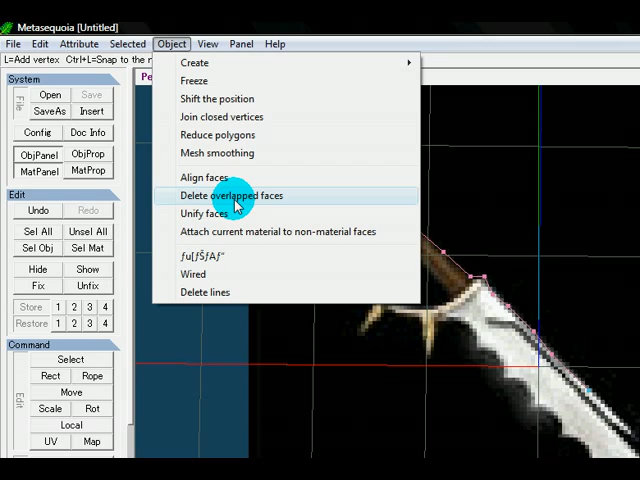 Metasequoia [Untitled]
File Edit Attribute Selected Object View Panel Help
L=Add vertex Ctrl+L=Snap to the n
System
File
Open Save
SaveAs Insert
Config Doc Info
ObjPanel ObjProp
MatPanel MatProp
Edit
Undo Redo
Sel All Unsel All
Sel Obj Sel Mat
Hide Show
Fix Unfix
Store 1 2 3 4
Restore 1 2 3 4
Command
Edit
Select
Rect Rope
Move
Scale Rot
Local
UV Map
Pe
Create
Freeze
Shift the position
Join closed vertices
Reduce polygons
Mesh smoothing
Align faces
Delete overlapped faces
Unify faces
Attach current material to non-material faces
ƒu[ƒŠƒAƒ“
Wired
Delete lines